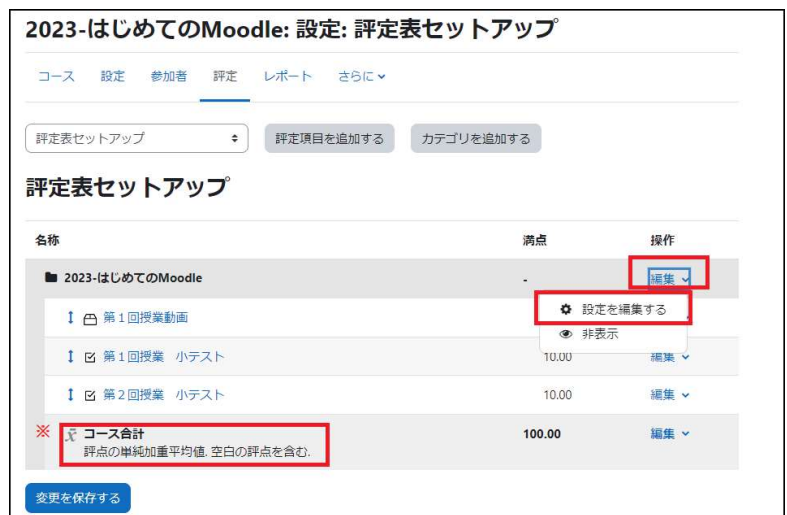 2023-はじめてのMoodle: 設定: 評定表セットアップ
コース 設定 参加者 評定 レポート さらに
評定表セットアップ 評定項目を追加する カテゴリを追加する
評定表セットアップ
名称 満点 操作
2023-はじめてのMoodle - 編集
設定を編集する
第1回授業動画
非表示
第1回授業 小テスト 10.00 編集
第2回授業 小テスト 10.00 編集
※ x̄ コース合計 100.00 編集
評点の単純加重平均値. 空白の評点を含む.
変更を保存する